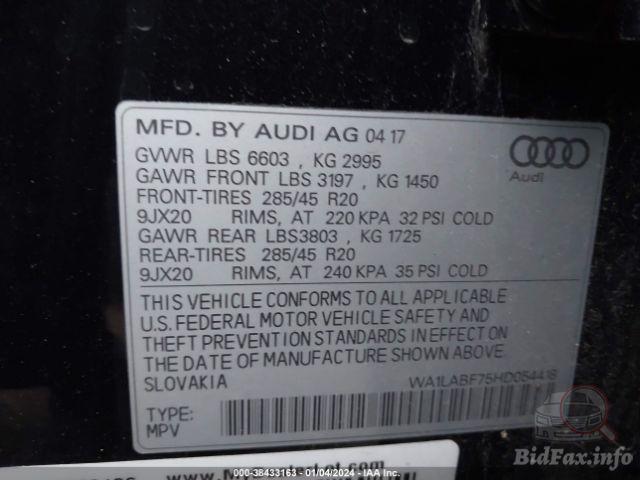 MFD. BY AUDI AG 04 17
GVWR LBS 6603 , KG 2995
GAWR FRONT LBS 3197 , KG 1450
FRONT-TIRES 285/45 R20
9JX20 RIMS, AT 220 KPA 32 PSI COLD
GAWR REAR LBS3803 , KG 1725
REAR-TIRES 285/45 R20
9JX20 RIMS, AT 240 KPA 35 PSI COLD
Audi
THIS VEHICLE CONFORMS TO ALL APPLICABLE
U.S. FEDERAL MOTOR VEHICLE SAFETY AND
THEFT PREVENTION STANDARDS IN EFFECT ON
THE DATE OF MANUFACTURE SHOWN ABOVE.
SLOVAKIA
WA1LABF75HD054418
TYPE:
MPV
000-38433163 - 01/04/2024 - IAA Inc.
BidFax.info